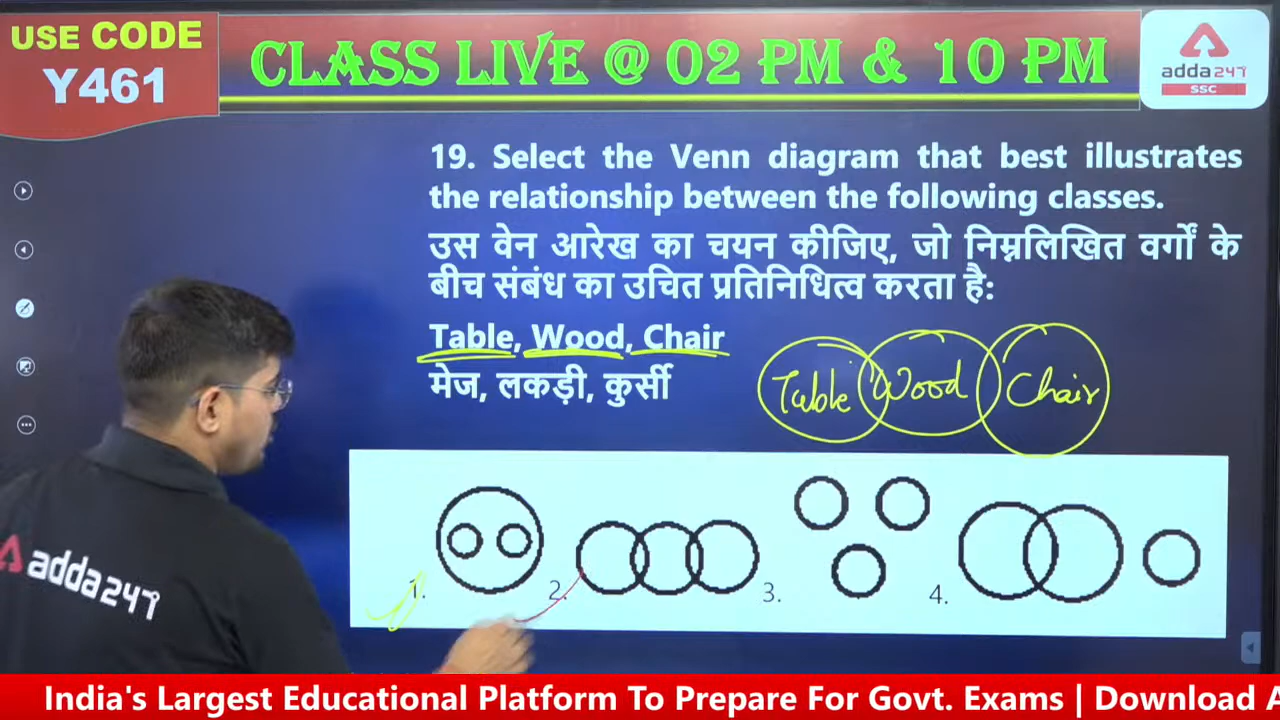 USE CODE
Y461
CLASS LIVE @ 02 PM & 10 PM
adda247
SSC
19. Select the Venn diagram that best illustrates
the relationship between the following classes.
उस वेन आरेख का चयन कीजिए, जो निम्नलिखित वर्गों के
बीच संबंध का उचित प्रतिनिधित्व करता है:
Table, Wood, Chair
मेज, लकड़ी, कुर्सी
Table Wood Chair
1. 2. 3. 4.
adda247
India's Largest Educational Platform To Prepare For Govt. Exams | Download A